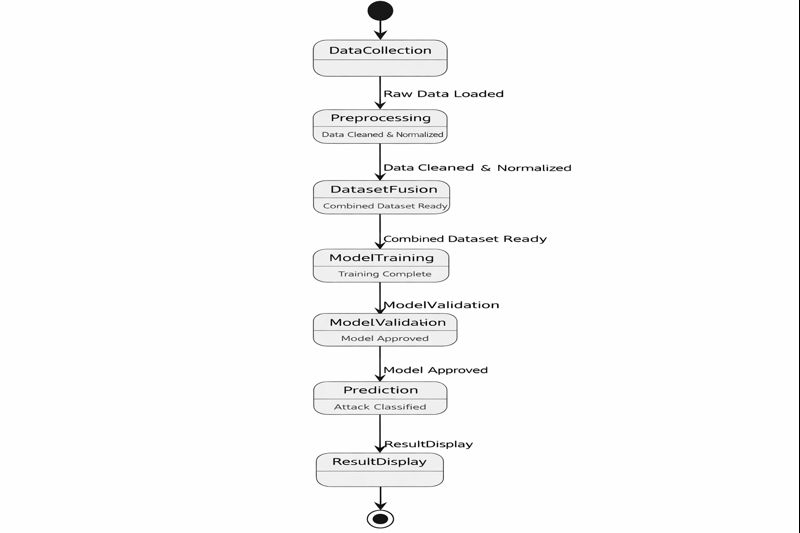 DataCollection
Raw Data Loaded
Preprocessing
Data Cleaned & Normalized
Data Cleaned & Normalized
DatasetFusion
Combined Dataset Ready
Combined Dataset Ready
ModelTraining
Training Complete
ModelValidation
ModelValidation
Model Approved
Model Approved
Prediction
Attack Classified
ResultDisplay
ResultDisplay